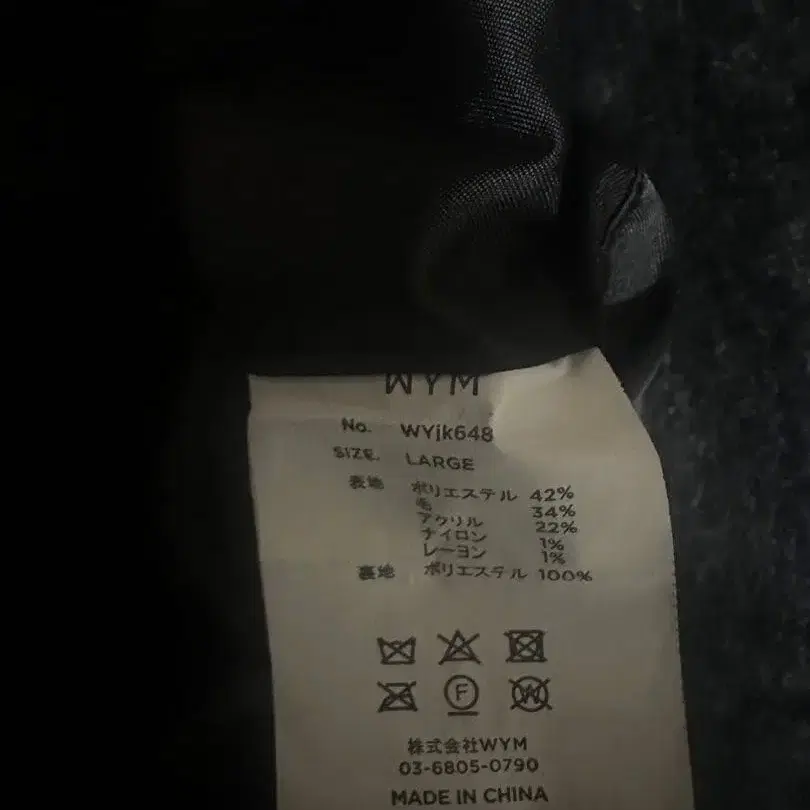 WYM
No. WYjk648
SIZE. LARGE
表地 ポリエステル 42%
毛 34%
アクリル 22%
ナイロン 1%
レーヨン 1%
裏地 ポリエステル 100%
F W
株式会社WYM
03-6805-0790
MADE IN CHINA